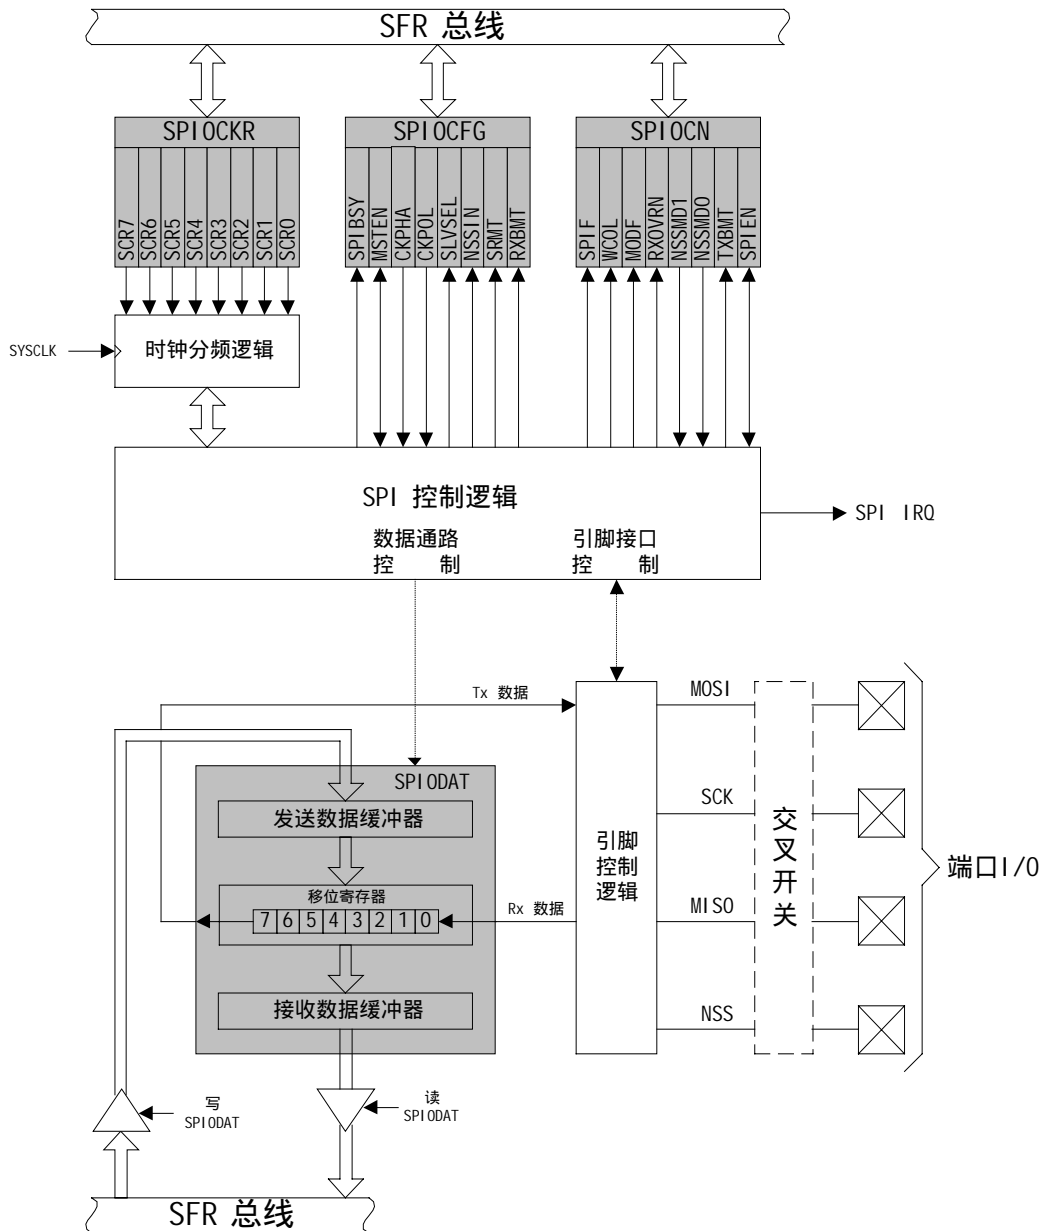 SFR 总线
SPI0CKR
SPI0CFG
SPI0CN
SCR7
SCR6
SCR5
SCR4
SCR3
SCR2
SCR1
SCR0
SPIBSY
MSTEN
CKPHA
CKPOL
SLVSEL
NSSIN
SRMT
RXBMT
SPIF
WCOL
MODF
RXOVRN
NSSMD1
NSSMD0
TXBMT
SPIEN
SYSCLK
时钟分频逻辑
SPI 控制逻辑
SPI IRQ
数据通路
控 制
引脚接口
控 制
Tx 数据
MOSI
SPI0DAT
发送数据缓冲器
SCK
引脚
控制
逻辑
交叉开关
端口I/O
移位寄存器
7 6 5 4 3 2 1 0
Rx 数据
MISO
接收数据缓冲器
NSS
写
SPI0DAT
读
SPI0DAT
SFR 总线